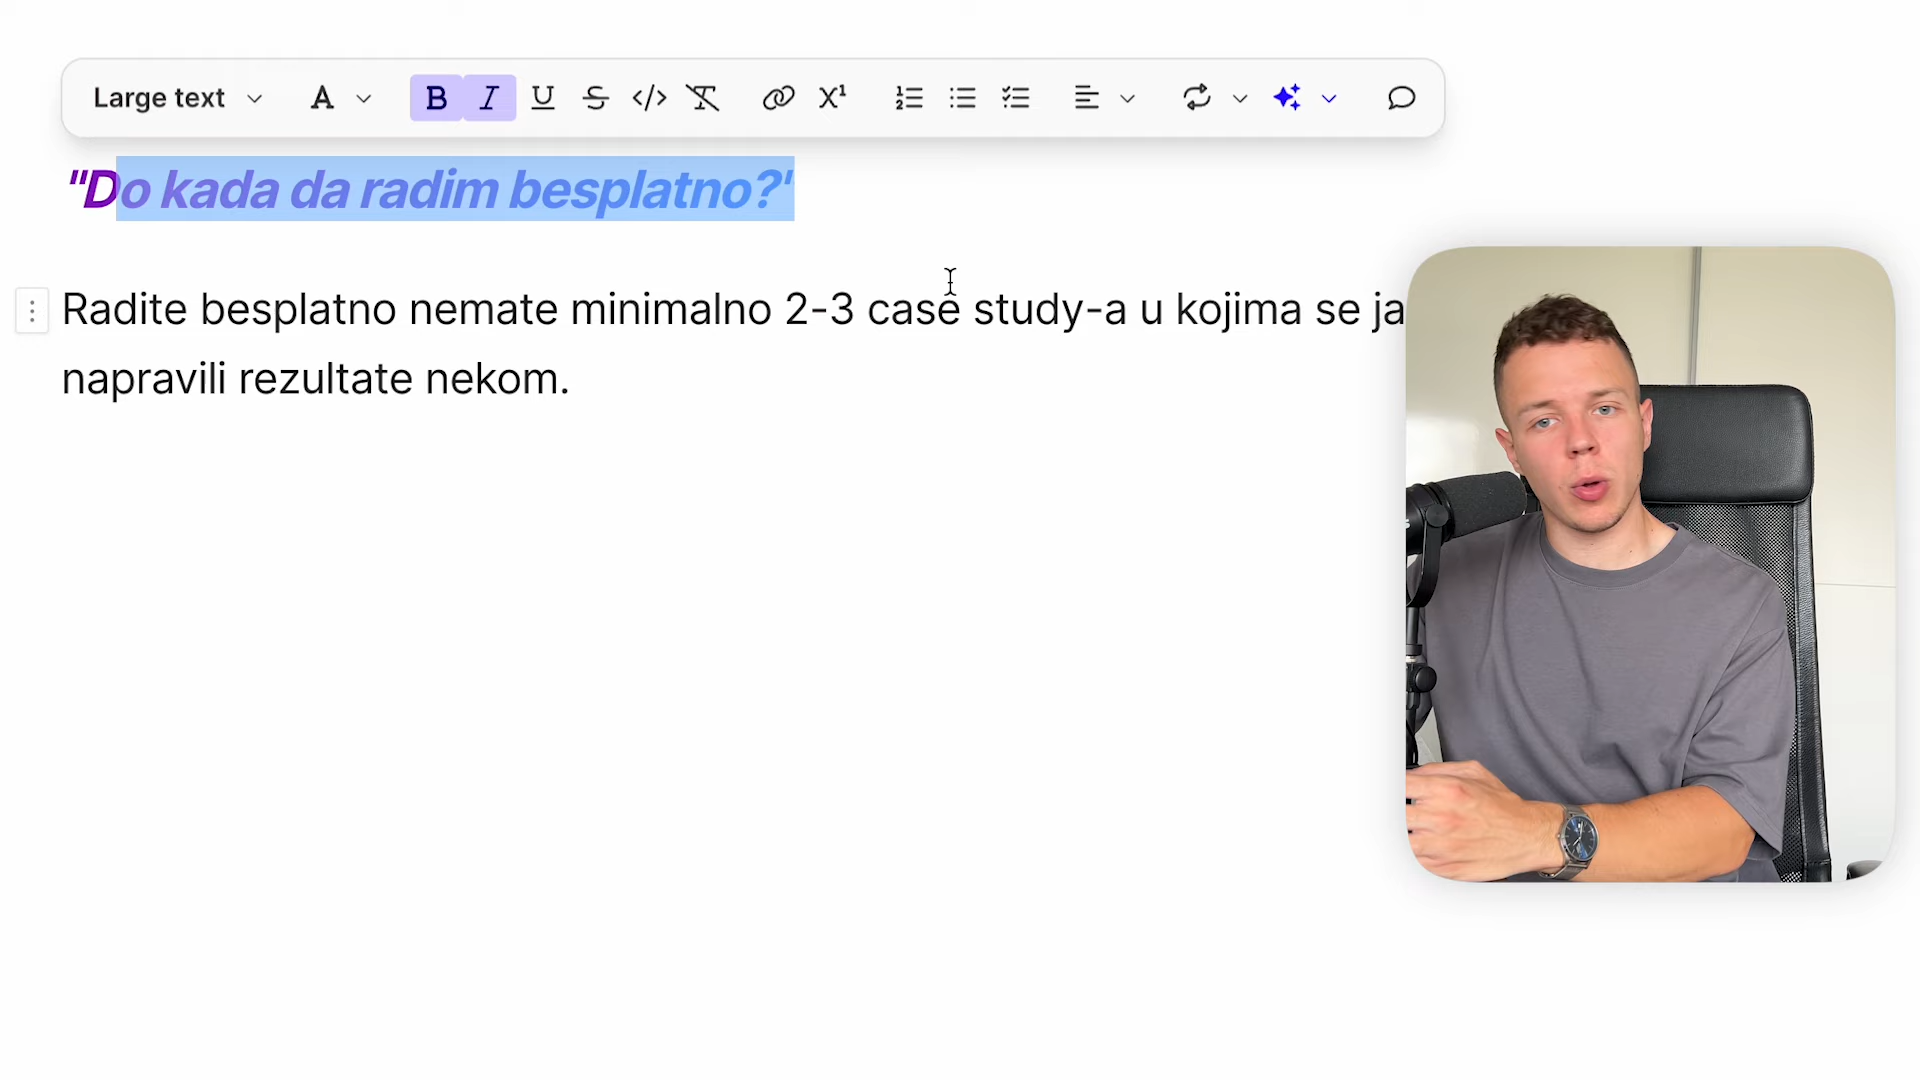 Large text
"Do kada da radim besplatno?"
Radite besplatno nemate minimalno 2-3 case study-a u kojima se
napravili rezultate nekom.